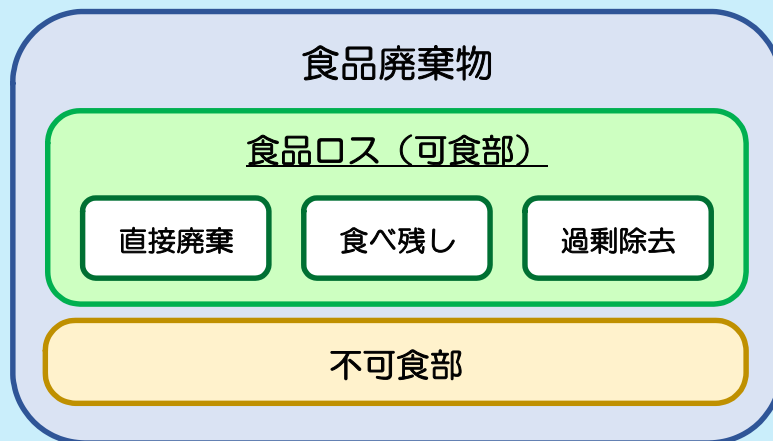 食品廃棄物
食品ロス（可食部）
直接廃棄
食べ残し
過剰除去
不可食部